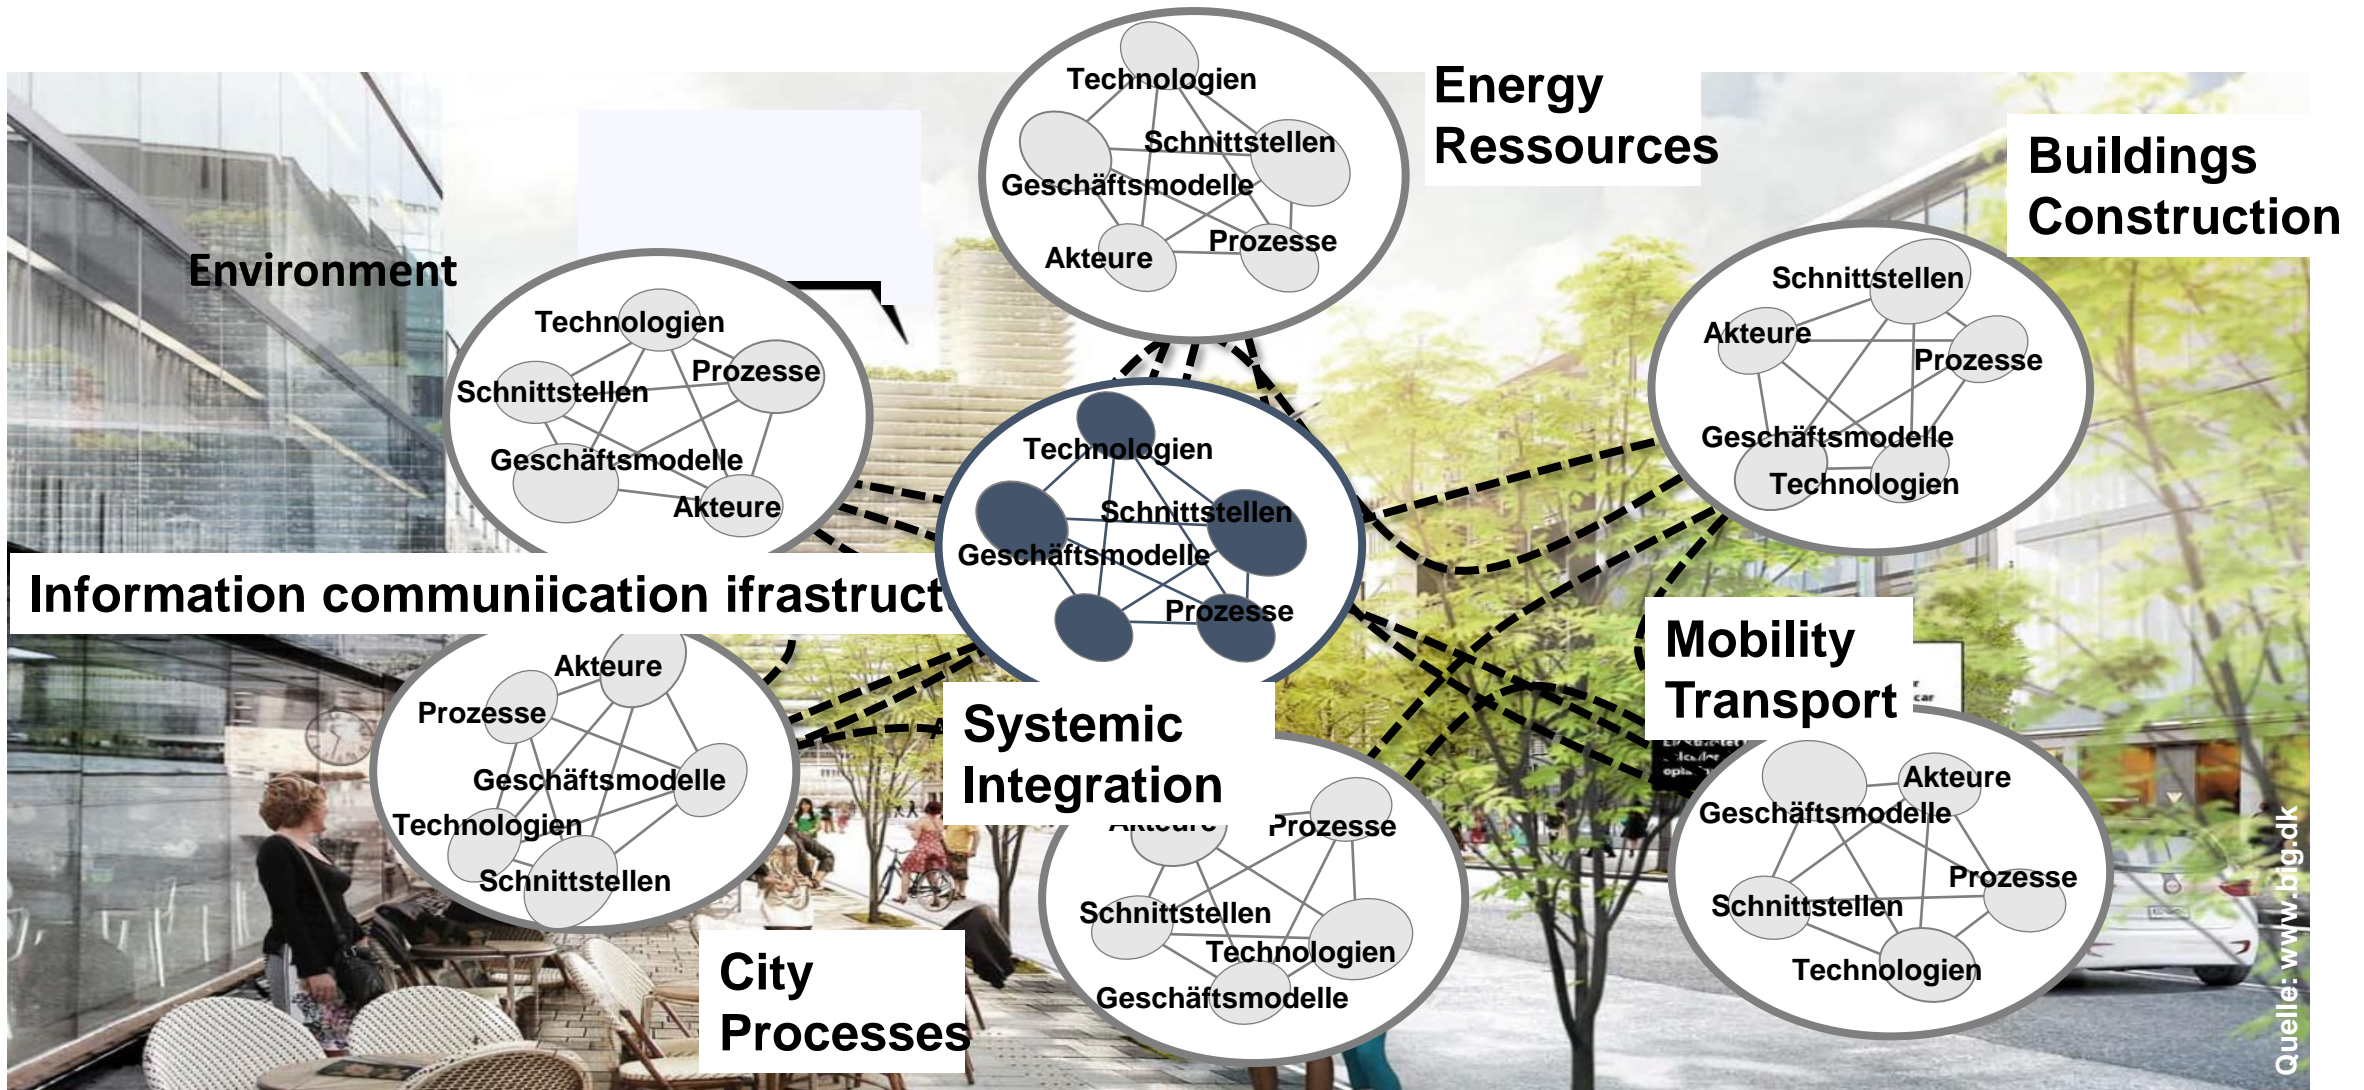 Energy
Ressources
Technologien
Schnittstellen
Geschäftsmodelle
Akteure
Prozesse
Buildings
Construction
Schnittstellen
Akteure
Prozesse
Geschäftsmodelle
Technologien
Environment
Technologien
Prozesse
Schnittstellen
Geschäftsmodelle
Akteure
Technologien
Schnittstellen
Geschäftsmodelle
Prozesse
Information communiication ifrastruct
Systemic
Integration
Mobility
Transport
car
Akteure
Prozesse
Geschäftsmodelle
Technologien
Schnittstellen
City
Processes
Akteure
Prozesse
Schnittstellen
Technologien
Geschäftsmodelle
Akteure
Geschäftsmodelle
Prozesse
Schnittstellen
Technologien
Quelle: www.big.dk